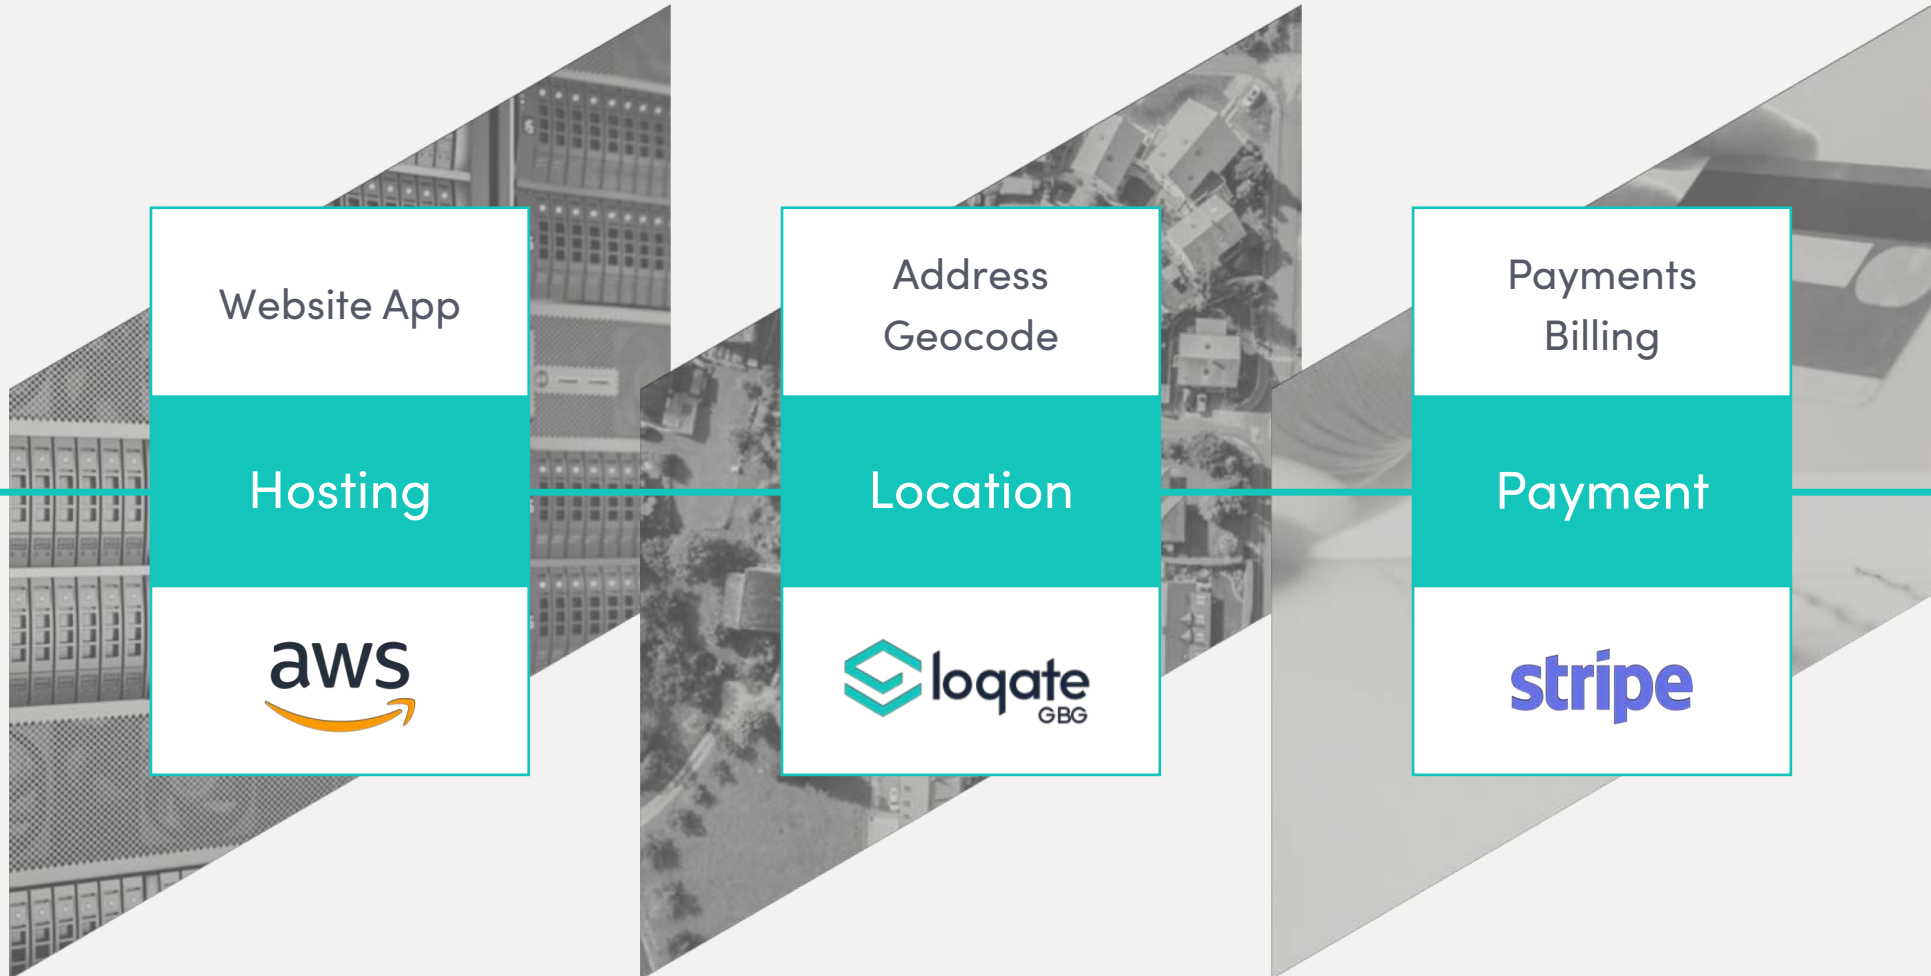 Website App
Hosting
aws
Address
Geocode
Location
loqate
GBG
Payments
Billing
Payment
stripe